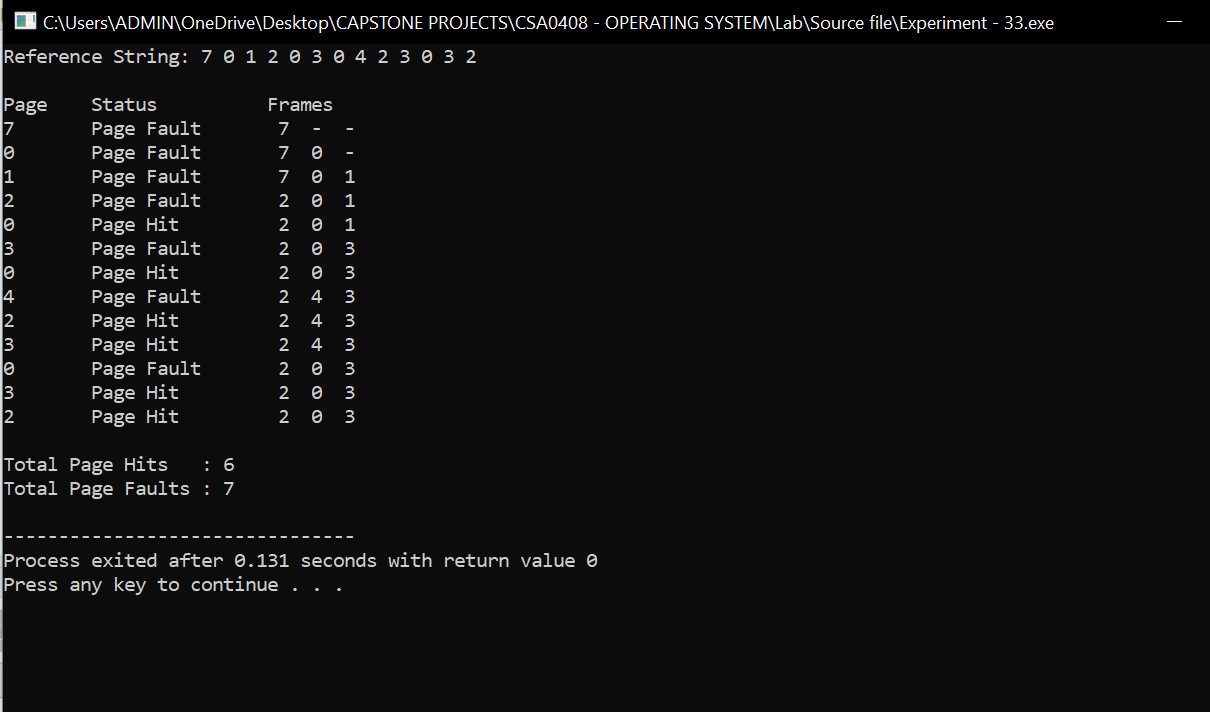 C:\Users\ADMIN\OneDrive\Desktop\CAPSTONE PROJECTS\CSA0408 - OPERATING SYSTEM\Lab\Source file\Experiment - 33.exe
Reference String: 7 0 1 2 0 3 0 4 2 3 0 3 2
Page    Status          Frames
7       Page Fault       7  -  -
0       Page Fault       7  0  -
1       Page Fault       7  0  1
2       Page Fault       2  0  1
0       Page Hit         2  0  1
3       Page Fault       2  0  3
0       Page Hit         2  0  3
4       Page Fault       2  4  3
2       Page Hit         2  4  3
3       Page Hit         2  4  3
0       Page Fault       2  0  3
3       Page Hit         2  0  3
2       Page Hit         2  0  3
Total Page Hits   : 6
Total Page Faults : 7
--------------------------------
Process exited after 0.131 seconds with return value 0
Press any key to continue . . .